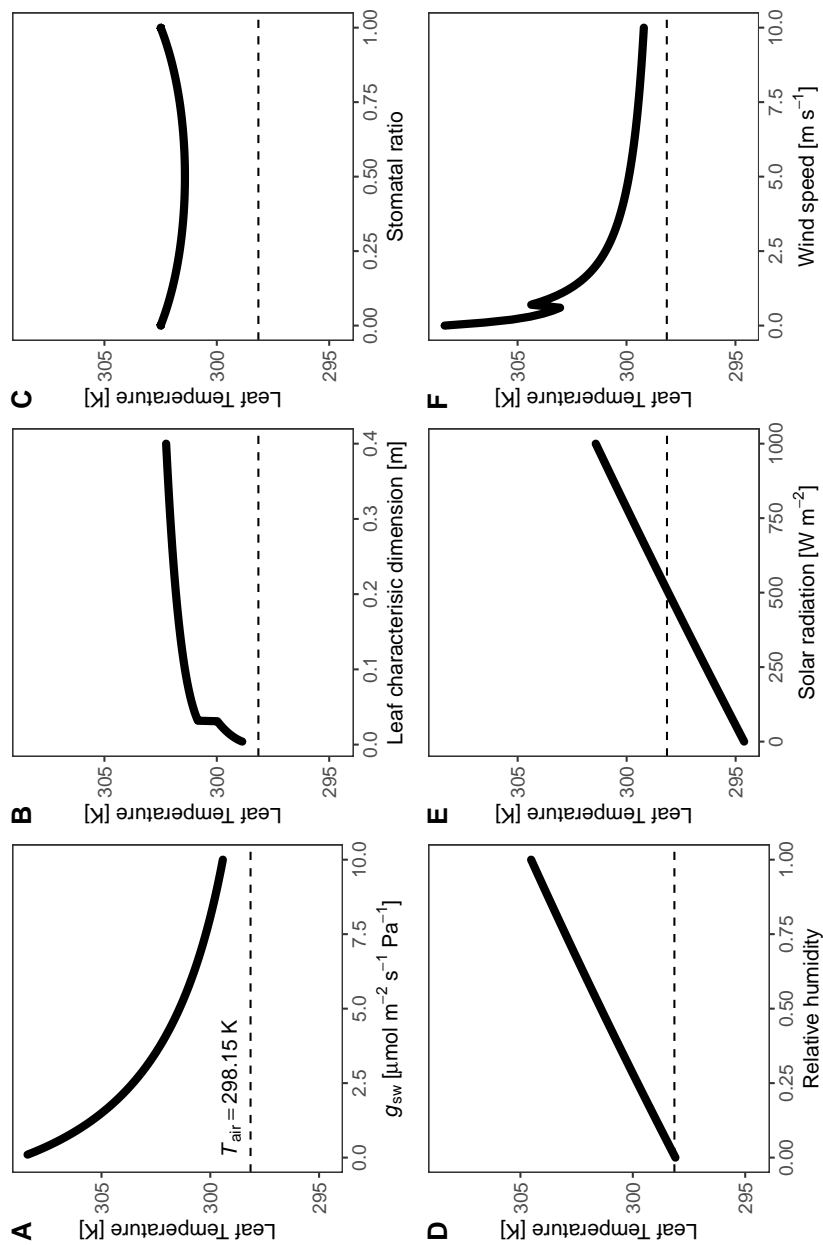 A
Leaf Temperature [K]
305
300
295
T_air = 298.15 K
0.0 2.5 5.0 7.5 10.0
g_sw [μmol m⁻² s⁻¹ Pa⁻¹]
B
Leaf Temperature [K]
305
300
295
0.0 0.1 0.2 0.3 0.4
Leaf characterisic dimension [m]
C
Leaf Temperature [K]
305
300
295
0.00 0.25 0.50 0.75 1.00
Stomatal ratio
D
Leaf Temperature [K]
305
300
295
0.00 0.25 0.50 0.75 1.00
Relative humidity
E
Leaf Temperature [K]
305
300
295
0 250 500 750 1000
Solar radiation [W m⁻²]
F
Leaf Temperature [K]
305
300
295
0.0 2.5 5.0 7.5 10.0
Wind speed [m s⁻¹]